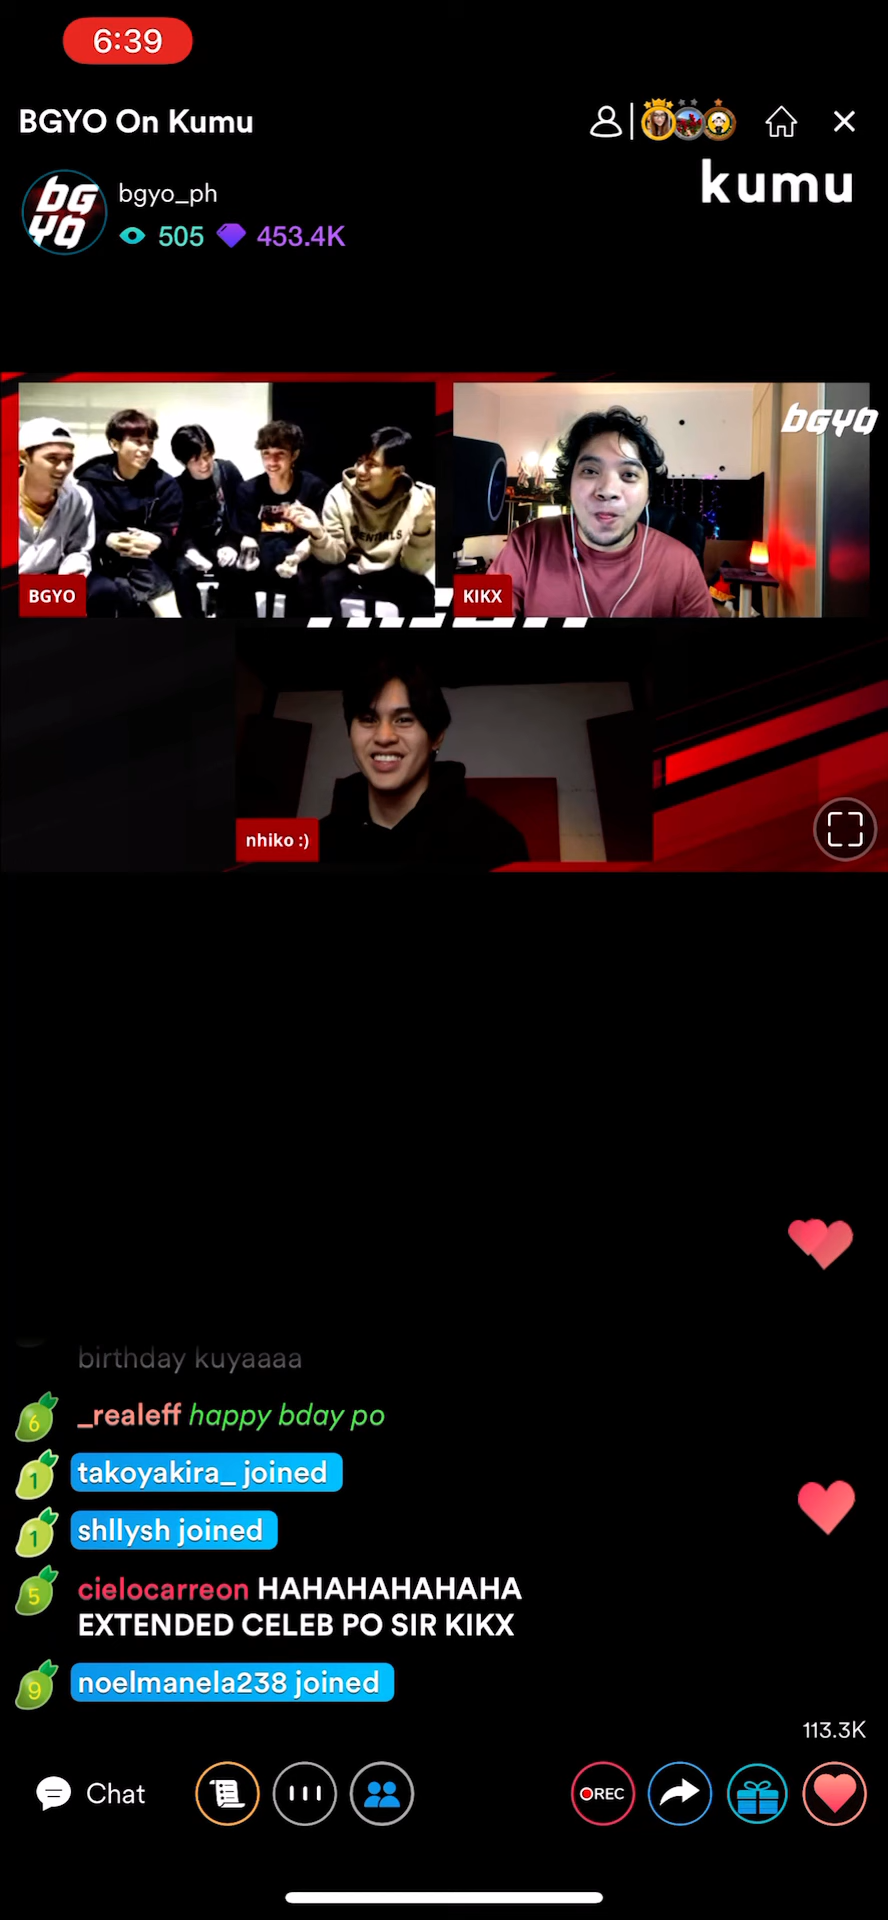 6:39
BGYO On Kumu
kumu
BG
YO
bgyo_ph
505 453.4K
BGYO
BGYO
KIKX
nhiko :)
birthday kuyaaaa
6 _realeff happy bday po
1 takoyakira_ joined
1 shllysh joined
5 cielocarreon HAHAHAHAHAHA
EXTENDED CELEB PO SIR KIKX
9 noelmanela238 joined
113.3K
Chat
REC